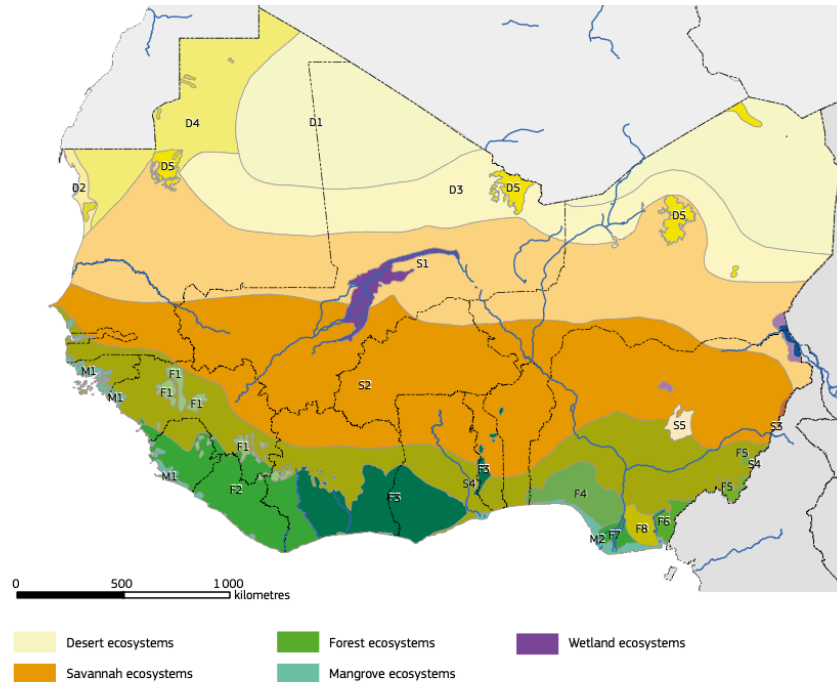 D4
D1
D5
D2
D3
D5
D5
S1
M1
F1
F1
F1
M1
S2
S5
S3
F1
F5
S4
M1
F2
F3
F3
S4
F4
F5
M2
F7
F8
F6
0
500
1 000
kilometres
Desert ecosystems
Forest ecosystems
Wetland ecosystems
Savannah ecosystems
Mangrove ecosystems